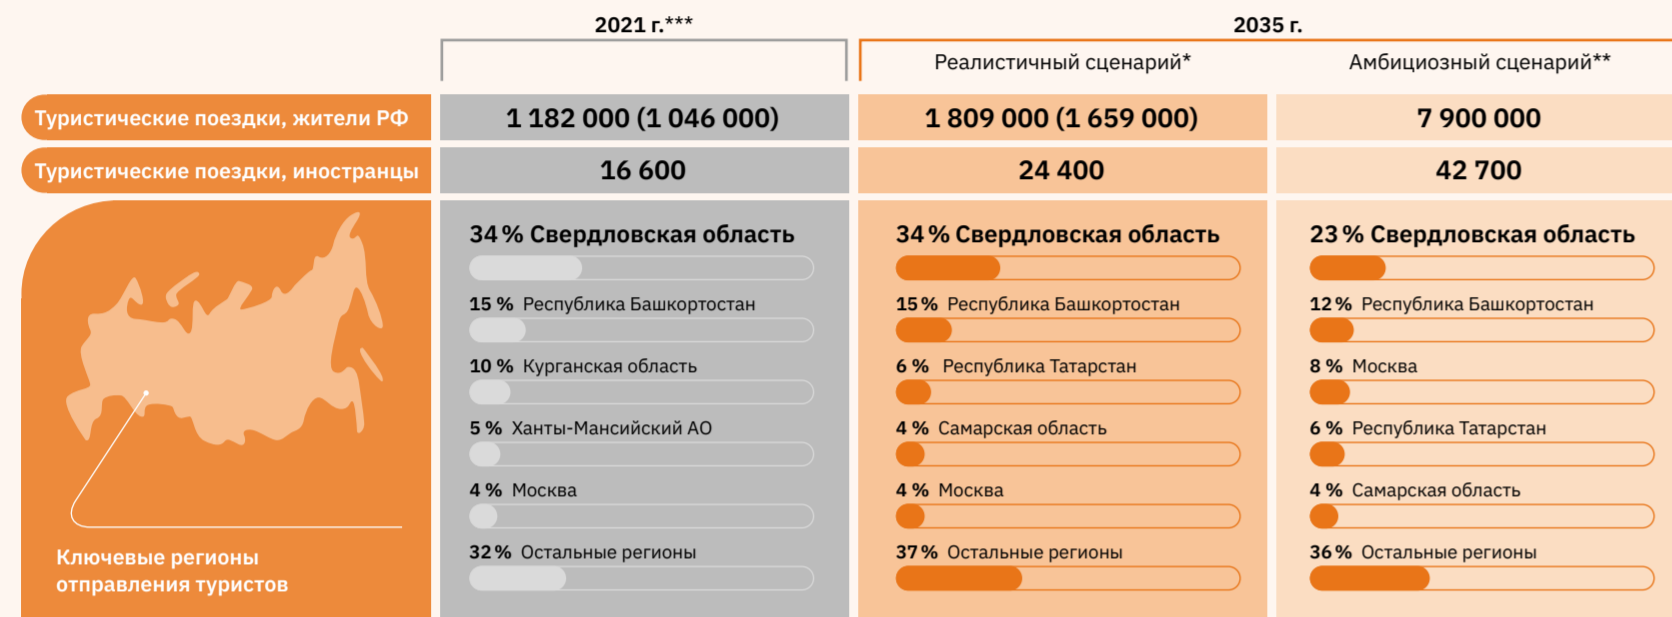 2021 г.***
2035 г.
Реалистичный сценарий*
Амбициозный сценарий**
Туристические поездки, жители РФ
1 182 000 (1 046 000)
1 809 000 (1 659 000)
7 900 000
Туристические поездки, иностранцы
16 600
24 400
42 700
Ключевые регионы
отправления туристов
34 % Свердловская область
15 % Республика Башкортостан
10 % Курганская область
5 % Ханты-Мансийский АО
4 % Москва
32 % Остальные регионы
34 % Свердловская область
15 % Республика Башкортостан
6 % Республика Татарстан
4 % Самарская область
4 % Москва
37 % Остальные регионы
23 % Свердловская область
12 % Республика Башкортостан
8 % Москва
6 % Республика Татарстан
4 % Самарская область
36 % Остальные регионы